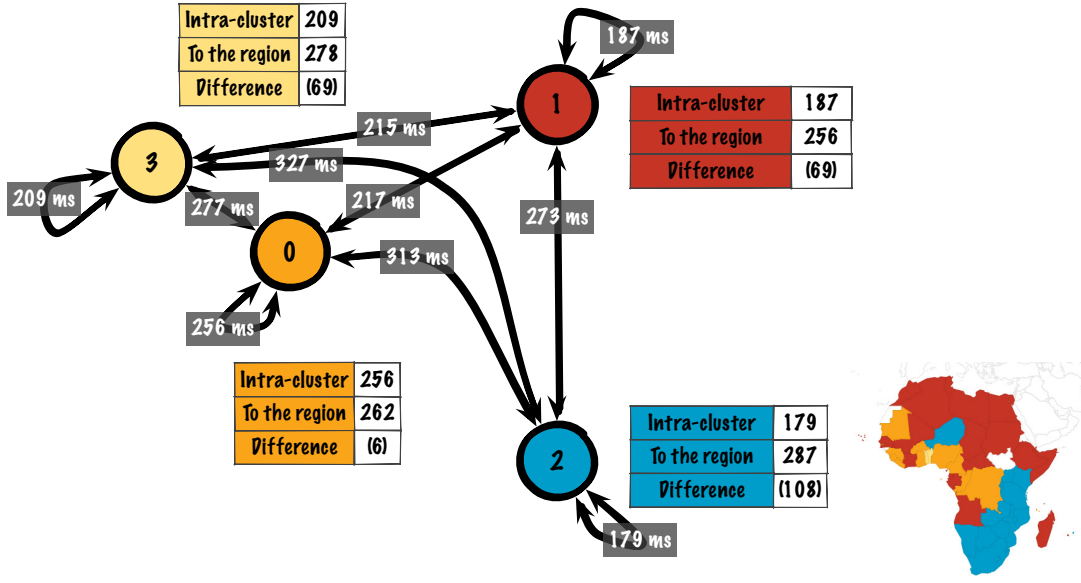 Intra-cluster 209
To the region 278
Difference (69)
187 ms
1
Intra-cluster 187
To the region 256
Difference (69)
215 ms
3
327 ms
209 ms
277 ms
217 ms
273 ms
0
313 ms
256 ms
Intra-cluster 256
To the region 262
Difference (6)
Intra-cluster 179
To the region 287
Difference (108)
2
179 ms